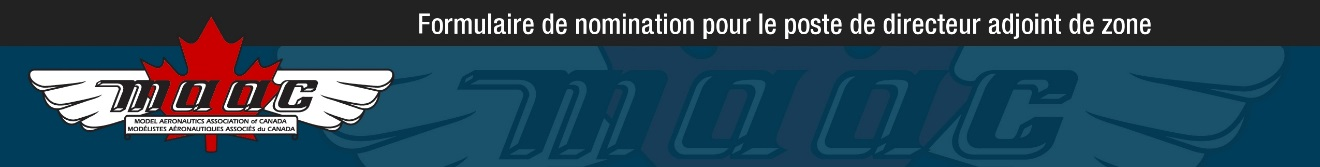 Formulaire de nomination pour le poste de directeur adjoint de zone
maac
MODEL AERONAUTICS ASSOCIATION of CANADA
MODÉLISTES AÉRONAUTIQUES ASSOCIÉS du CANADA
maac